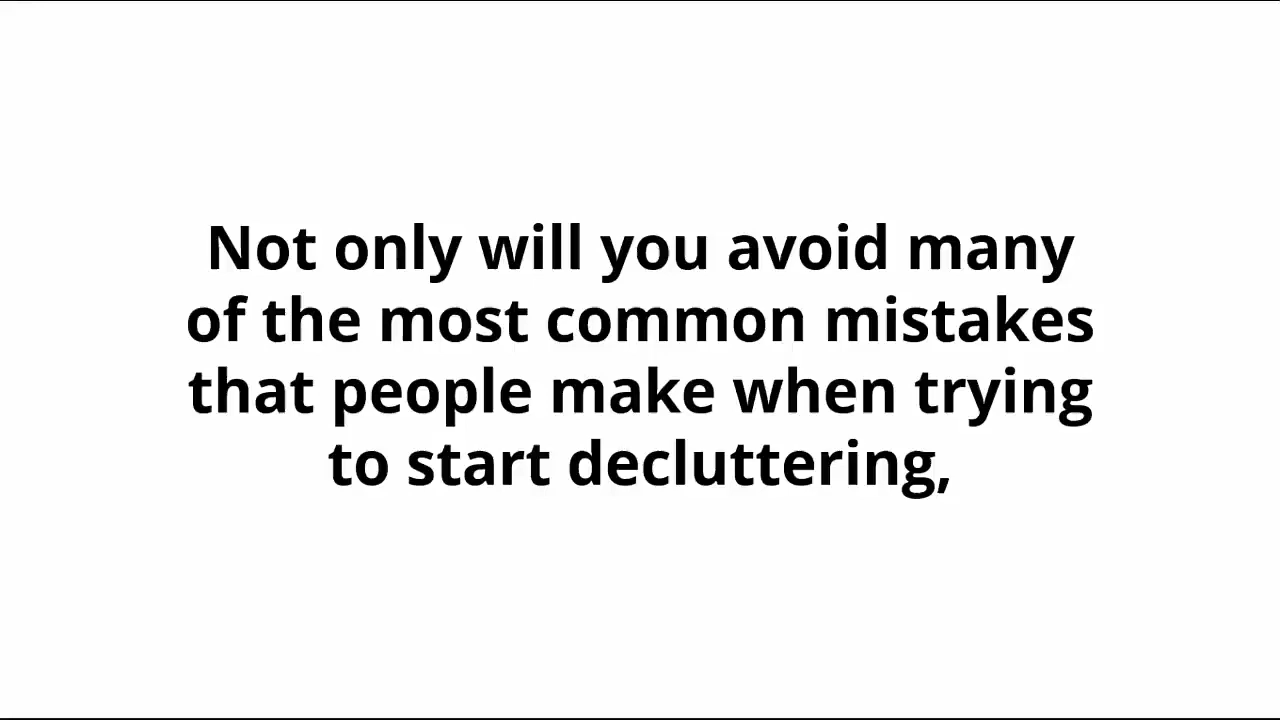 Not only will you avoid many
of the most common mistakes
that people make when trying
to start decluttering,